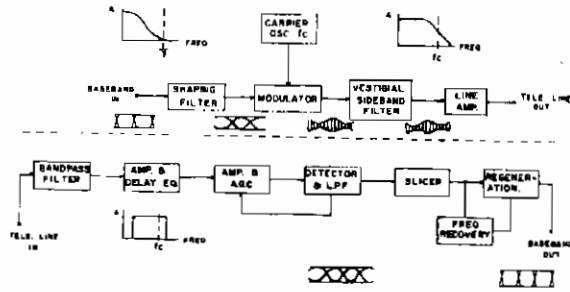 A
FREQ
CARRIER
OSC fc
A
FREQ
fc
BASEBAND
IN
SHAPING
FILTER
MODULATOR
VESTIGIAL
SIDEBAND
FILTER
LINE
AMP.
TELE. LINE
OUT
BANDPASS
FILTER
AMP. &
DELAY EQ.
AMP. &
AGC
DETECTOR
& LPF
SLICER
REGENER-
ATION.
TELE. LINE
IN
A
FREQ
fc
FREQ
RECOVERY
BASEBAND
OUT